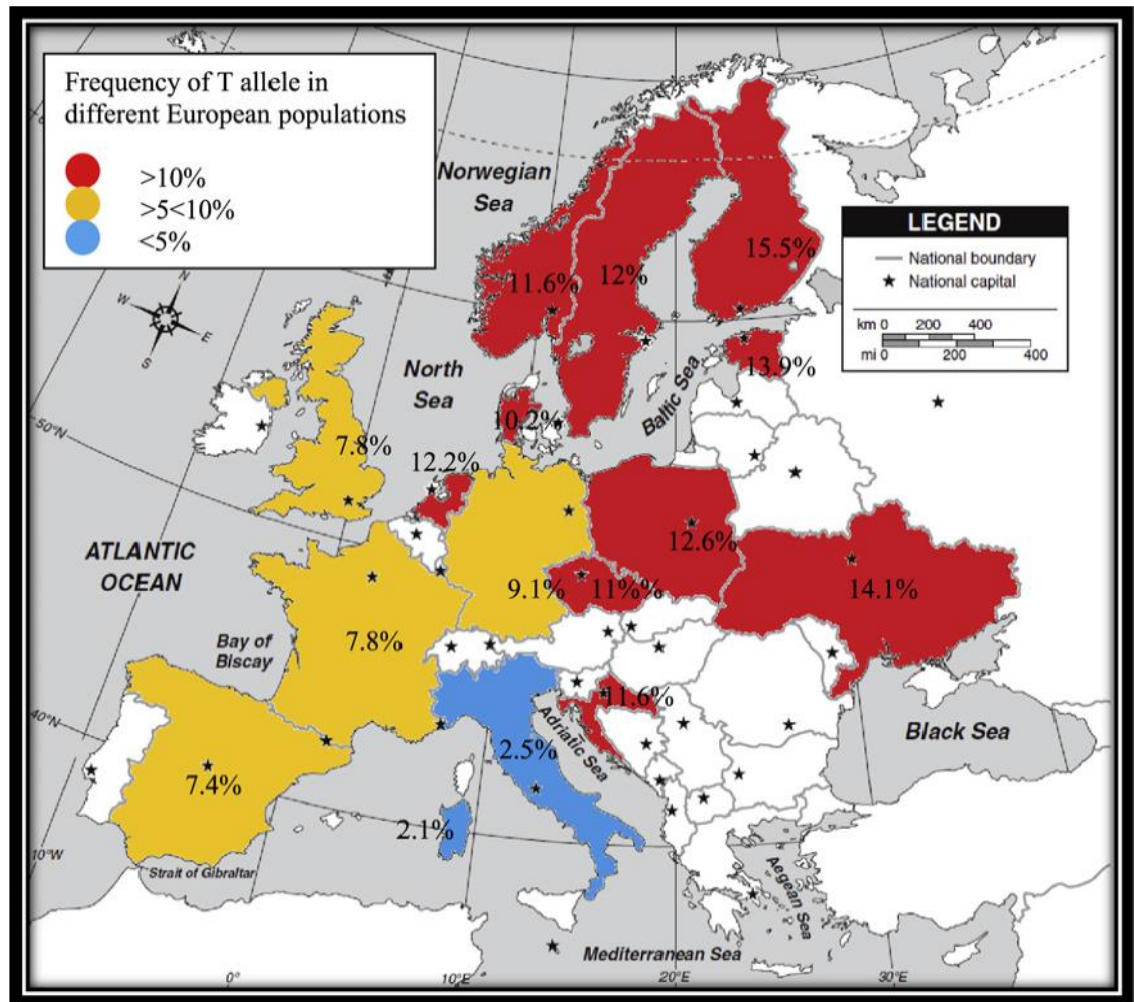 Frequency of T allele in
different European populations
>10%
>5<10%
<5%
Norwegian
Sea
LEGEND
National boundary
National capital
km 0 200 400
mi 0 200 400
N
W
E
S
15.5%
11.6%
12%
13.9%
North
Sea
Baltic Sea
10.2%
50°N
7.8%
12.2%
ATLANTIC
OCEAN
12.6%
9.1%
11%%
14.1%
Bay of
Biscay
7.8%
11.6%
40°N
Adriatic Sea
Black Sea
2.5%
7.4%
2.1%
10°W
Strait of Gibraltar
Aegean Sea
Mediterranean Sea
0°
10°E
20°E
30°E